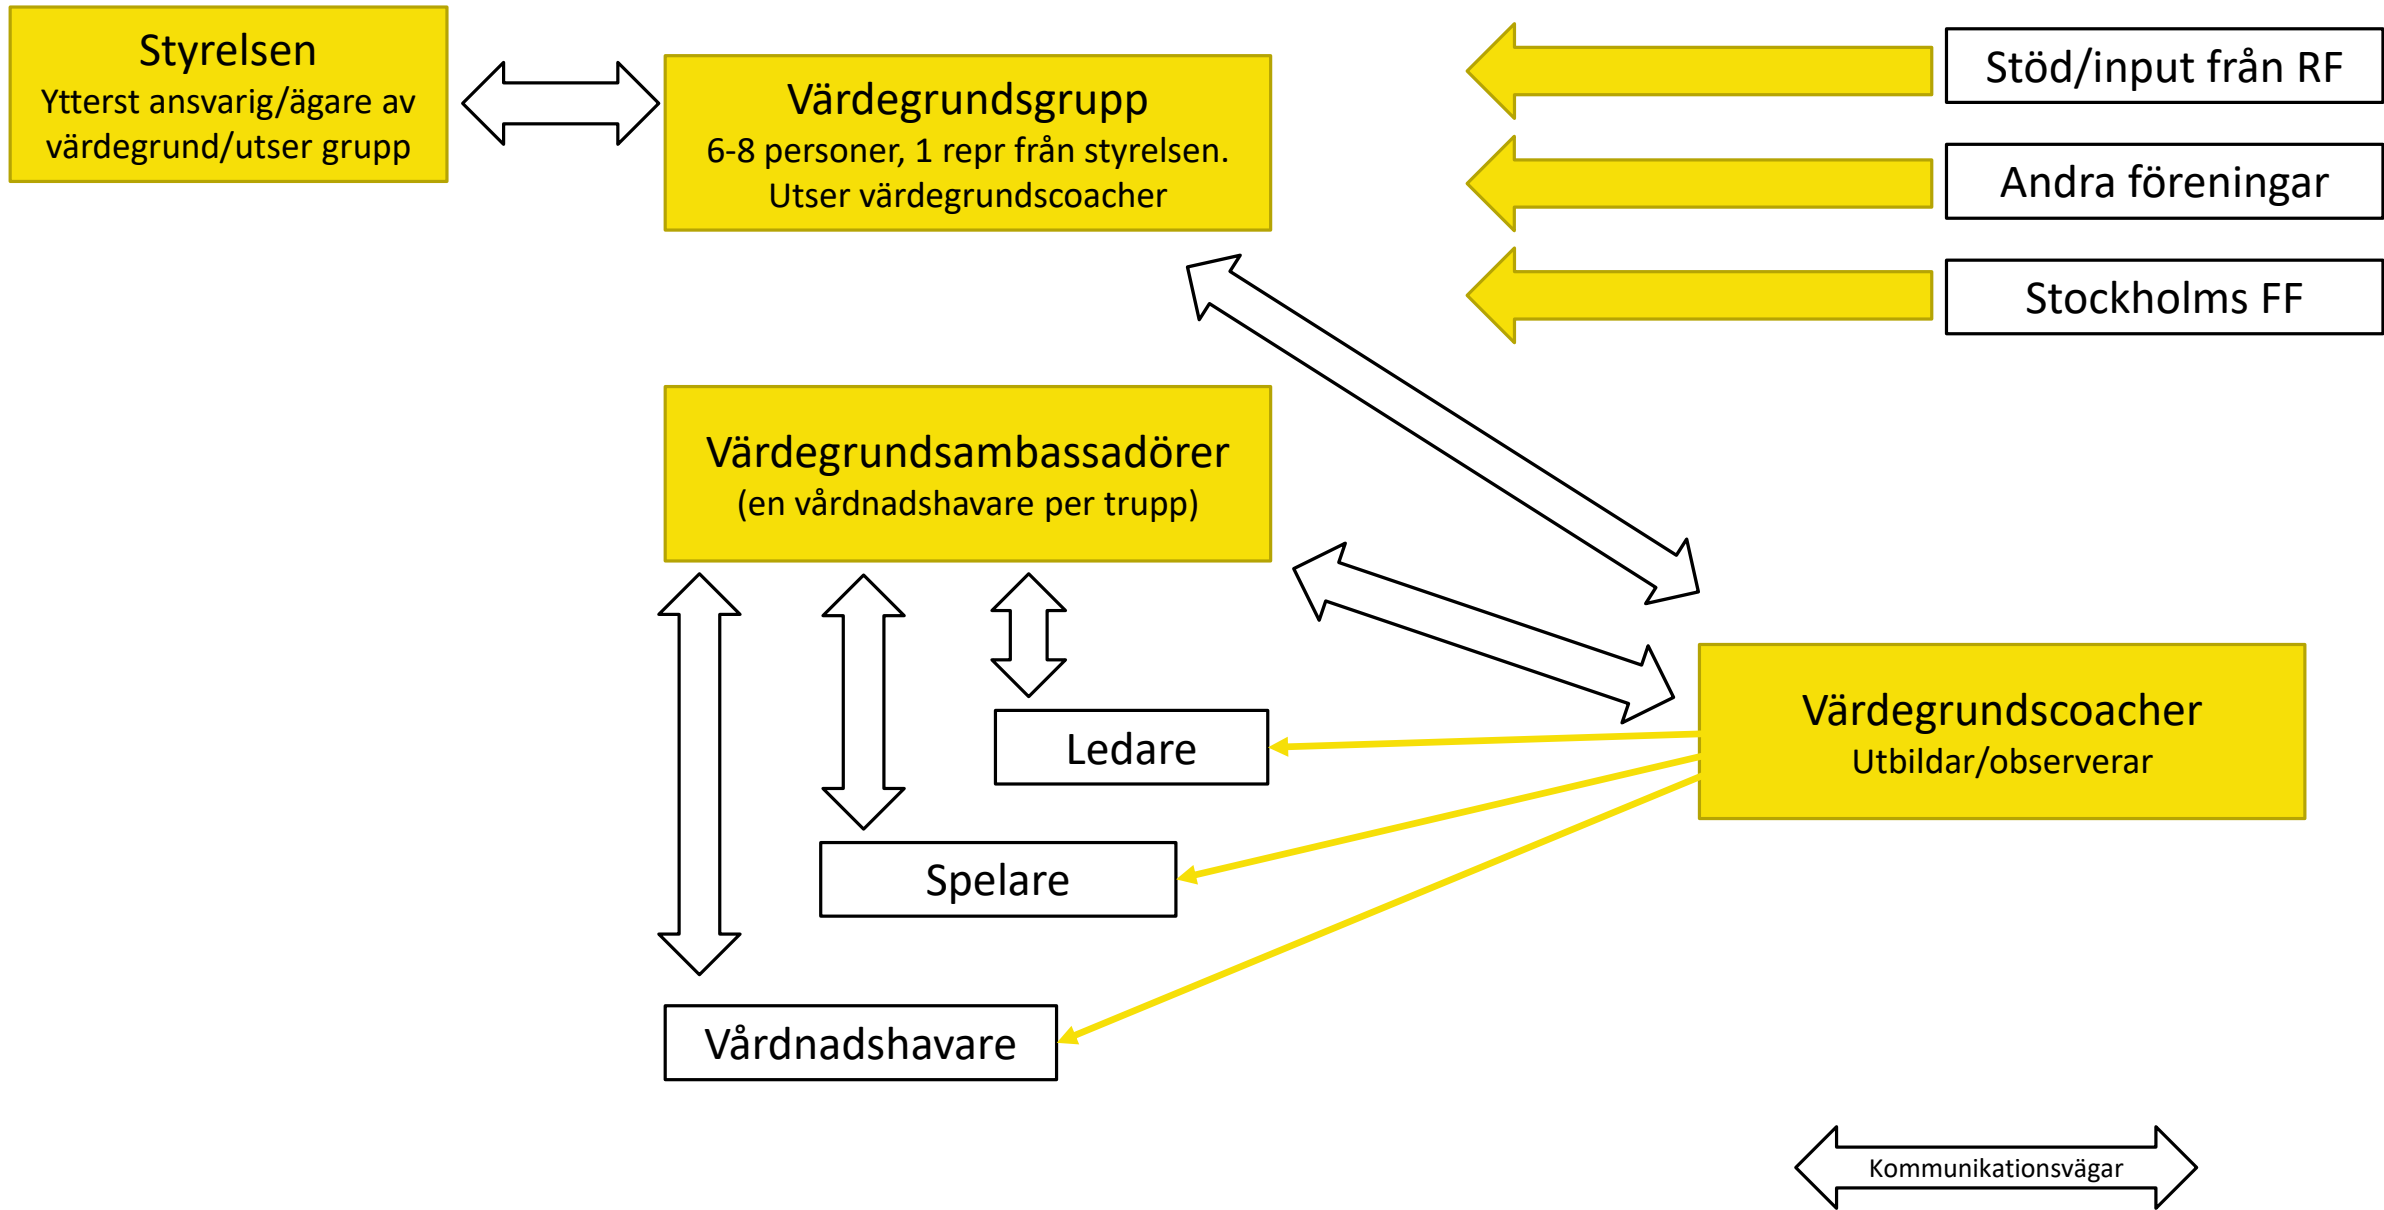 Styrelsen
Ytterst ansvarig/ägare av
värdegrund/utser grupp
Värdegrundsgrupp
6-8 personer, 1 repr från styrelsen.
Utser värdegrundscoacher
Stöd/input från RF
Andra föreningar
Stockholms FF
Värdegrundsambassadörer
(en vårdnadshavare per trupp)
Värdegrundscoacher
Utbildar/observerar
Ledare
Spelare
Vårdnadshavare
Kommunikationsvägar